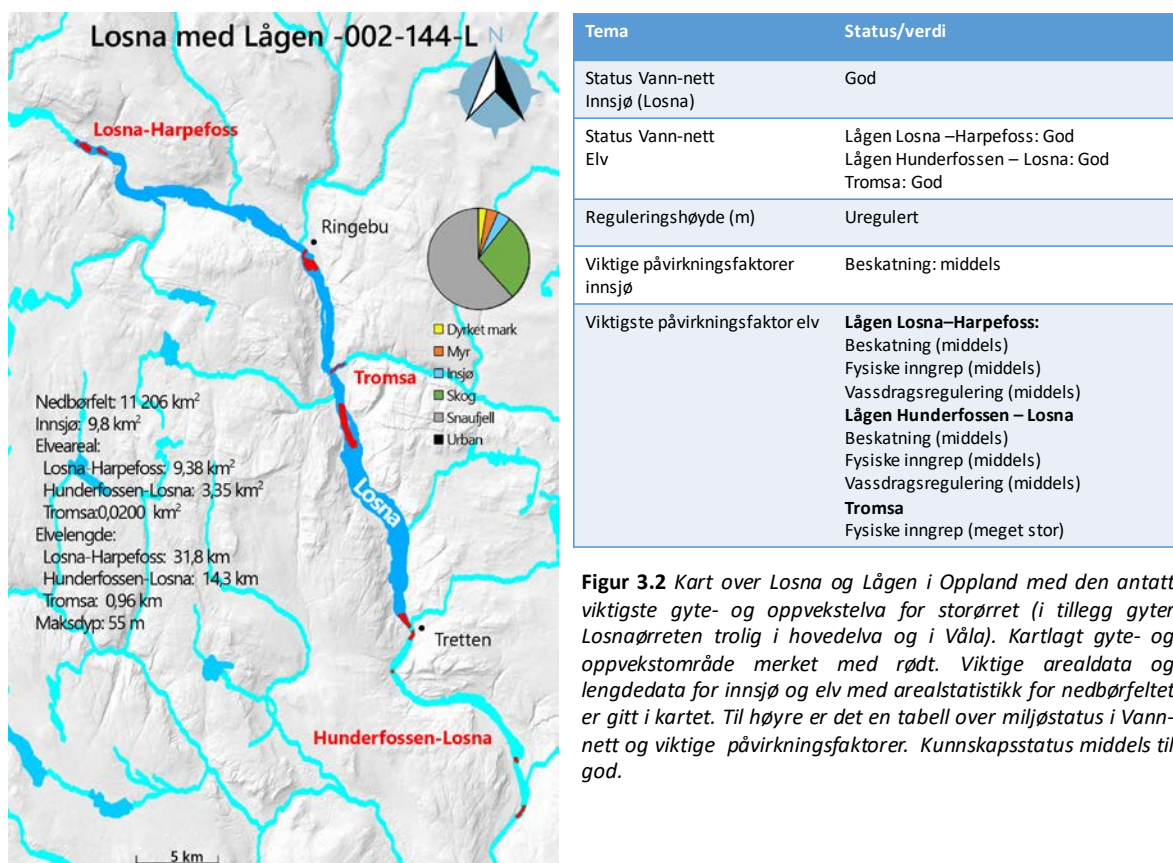 Losna med Lågen -002-144-L
N
Losna-Harpefoss
Ringebu
Dyrket mark
Myr
Insjø
Skog
Snaufjell
Urban
Tromsa
Nedbørfelt: 11 206 km²
Innsjø: 9,8 km²
Elveareal:
Losna-Harpefoss: 9,38 km²
Hunderfossen-Losna: 3,35 km²
Tromsa:0,0200 km²
Elvelengde:
Losna-Harpefoss: 31,8 km
Hunderfossen-Losna: 14,3 km
Tromsa: 0,96 km
Maksdyp: 55 m
Losna
Tretten
Hunderfossen-Losna
5 km
Tema Status/verdi
Status Vann-nett God
Innsjø (Losna)
Status Vann-nett Lågen Losna –Harpefoss: God
Elv Lågen Hunderfossen – Losna: God
Tromsa: God
Reguleringshøyde (m) Uregulert
Viktige påvirkningsfaktorer Beskatning: middels
innsjø
Viktigste påvirkningsfaktor elv Lågen Losna–Harpefoss:
Beskatning (middels)
Fysiske inngrep (middels)
Vassdragsregulering (middels)
Lågen Hunderfossen – Losna
Beskatning (middels)
Fysiske inngrep (middels)
Vassdragsregulering (middels)
Tromsa
Fysiske inngrep (meget stor)
Figur 3.2 Kart over Losna og Lågen i Oppland med den antatt
viktigste gyte- og oppvekstelva for storørret (i tillegg gyter
Losnaørreten trolig i hovedelva og i Våla). Kartlagt gyte- og
oppvekstområde merket med rødt. Viktige arealdata og
lengdedata for innsjø og elv med arealstatistikk for nedbørfeltet
er gitt i kartet. Til høyre er det en tabell over miljøstatus i Vann-
nett og viktige påvirkningsfaktorer. Kunnskapsstatus middels til
god.